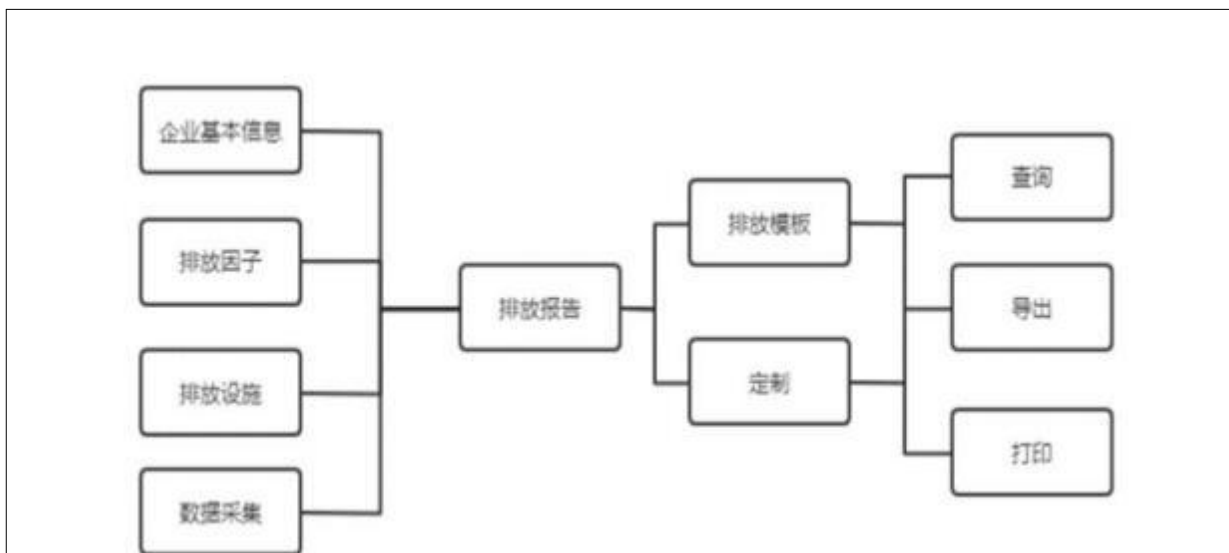 企业基本信息
排放因子
排放设施
数据采集
排放报告
排放模板
定制
查询
导出
打印